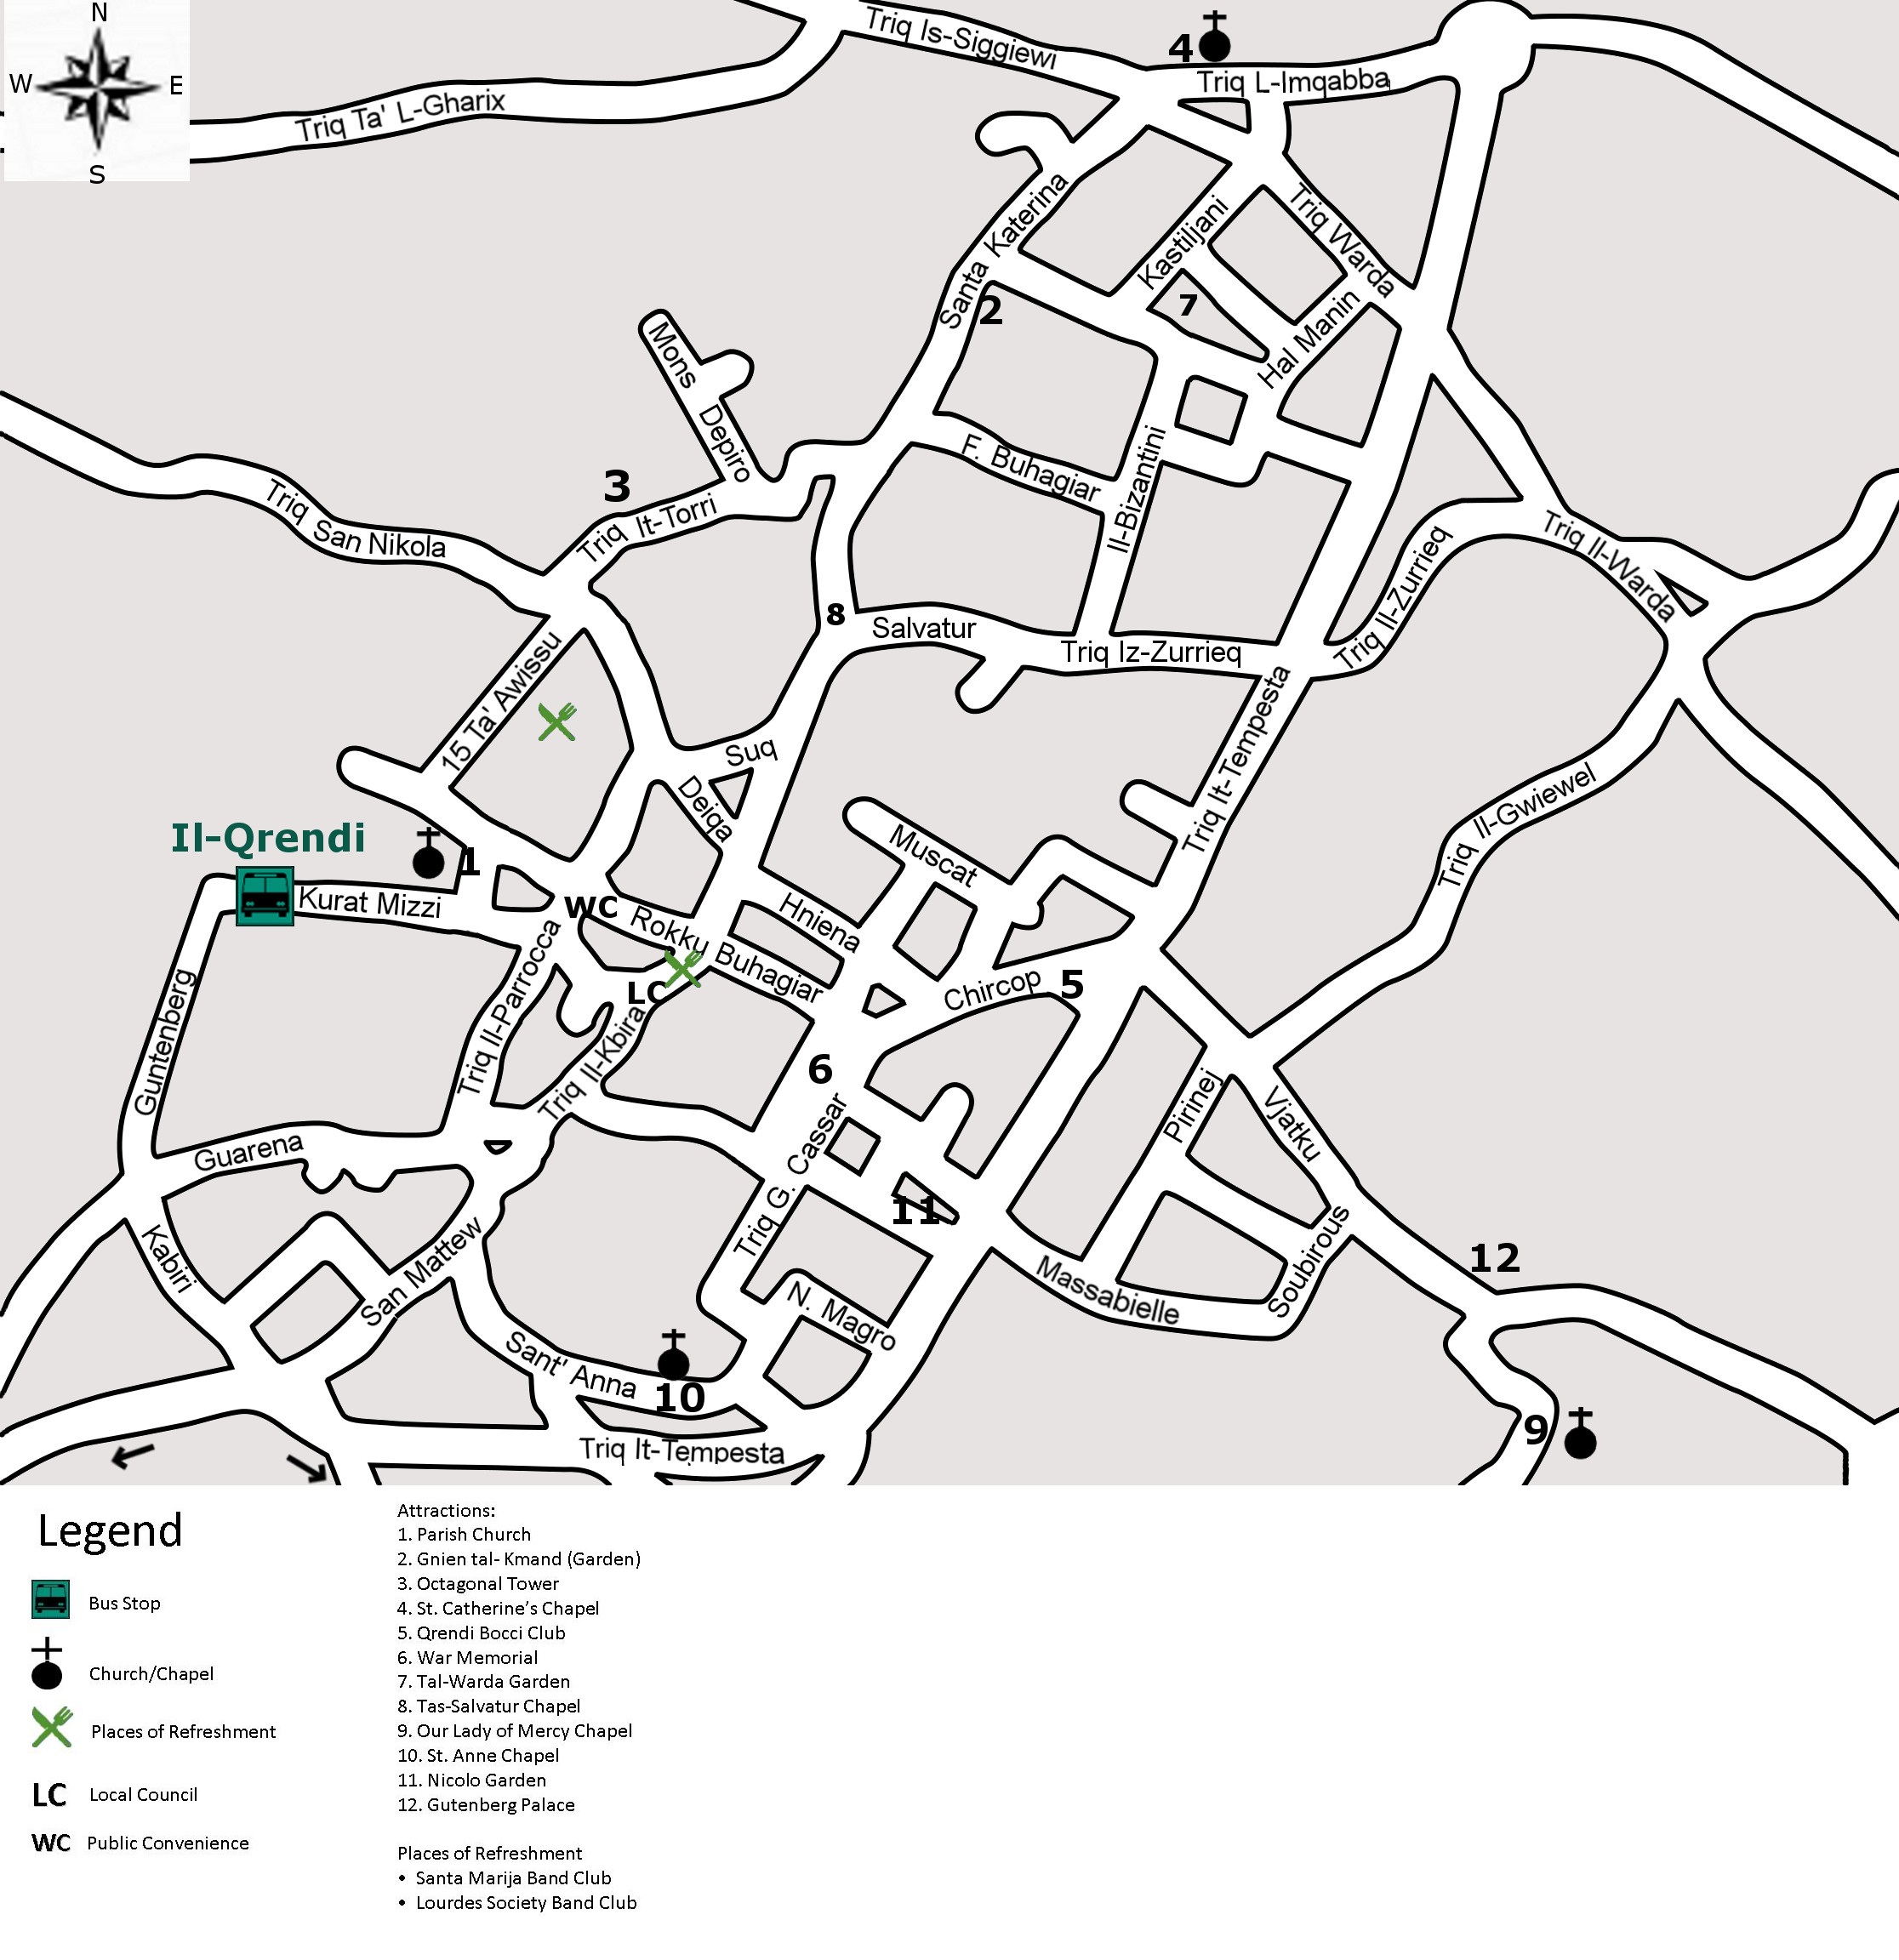 N
W
E
S
Triq Is-Siggiewi
4
Triq L-Imqabba
Triq Ta' L-Gharix
Santa Katerina
Kastiljani
Triq Warda
2
7
Hal Manin
Mons Depiro
F. Buhagiar
Il-Bizantini
3
Triq It-Torri
Triq San Nikola
Triq Il-Zurrieq
Triq Il-Warda
8
Salvatur
Triq Iz-Zurrieq
15 Ta' Awissu
Suq
Deiqa
Triq It-Tempesta
Triq Il-Gwiewel
Il-Qrendi
1
Muscat
Kurat Mizzi
WC
Rokku Buhagiar
Hniena
Triq Il-Parrocca
LC
Chircop
5
Guntenberg
Triq Il-Kbira
6
Pirinej
Vjatku
Guarena
Triq G. Cassar
11
Kabiri
San Mattew
Massabielle
Soubirous
12
N. Magro
Sant' Anna
10
9
Triq It-Tempesta
Legend
Bus Stop
Church/Chapel
Places of Refreshment
LC Local Council
WC Public Convenience
Attractions:
1. Parish Church
2. Gnien tal- Kmand (Garden)
3. Octagonal Tower
4. St. Catherine’s Chapel
5. Qrendi Bocci Club
6. War Memorial
7. Tal-Warda Garden
8. Tas-Salvatur Chapel
9. Our Lady of Mercy Chapel
10. St. Anne Chapel
11. Nicolo Garden
12. Gutenberg Palace
Places of Refreshment
• Santa Marija Band Club
• Lourdes Society Band Club